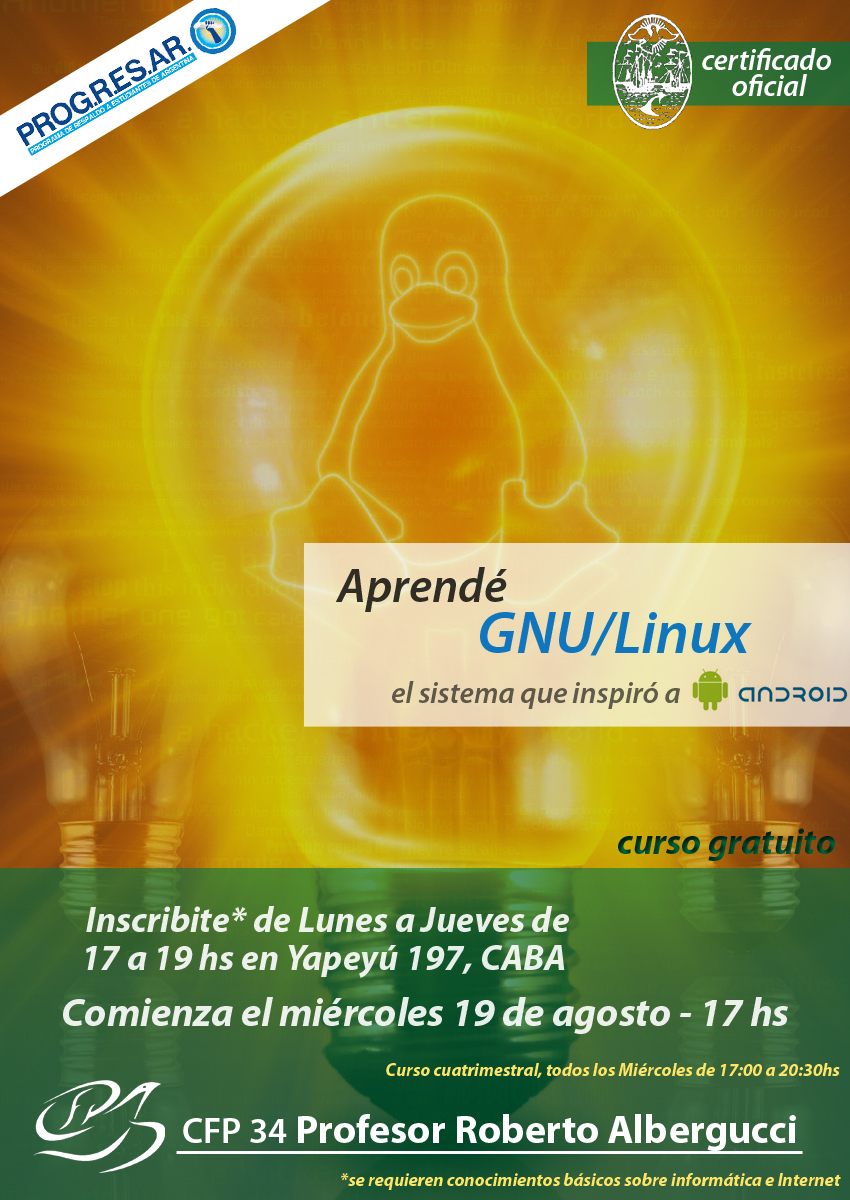 PROG.R.ES.AR.
PROGRAMA DE RESPALDO A ESTUDIANTES DE ARGENTINA
certificado
oficial
Aprendé
GNU/Linux
el sistema que inspiró a ANDROID
curso gratuito
Inscribite* de Lunes a Jueves de
17 a 19 hs en Yapeyú 197, CABA
Comienza el miércoles 19 de agosto - 17 hs
Curso cuatrimestral, todos los Miércoles de 17:00 a 20:30hs
CFP 34 Profesor Roberto Albergucci
*se requieren conocimientos básicos sobre informática e Internet